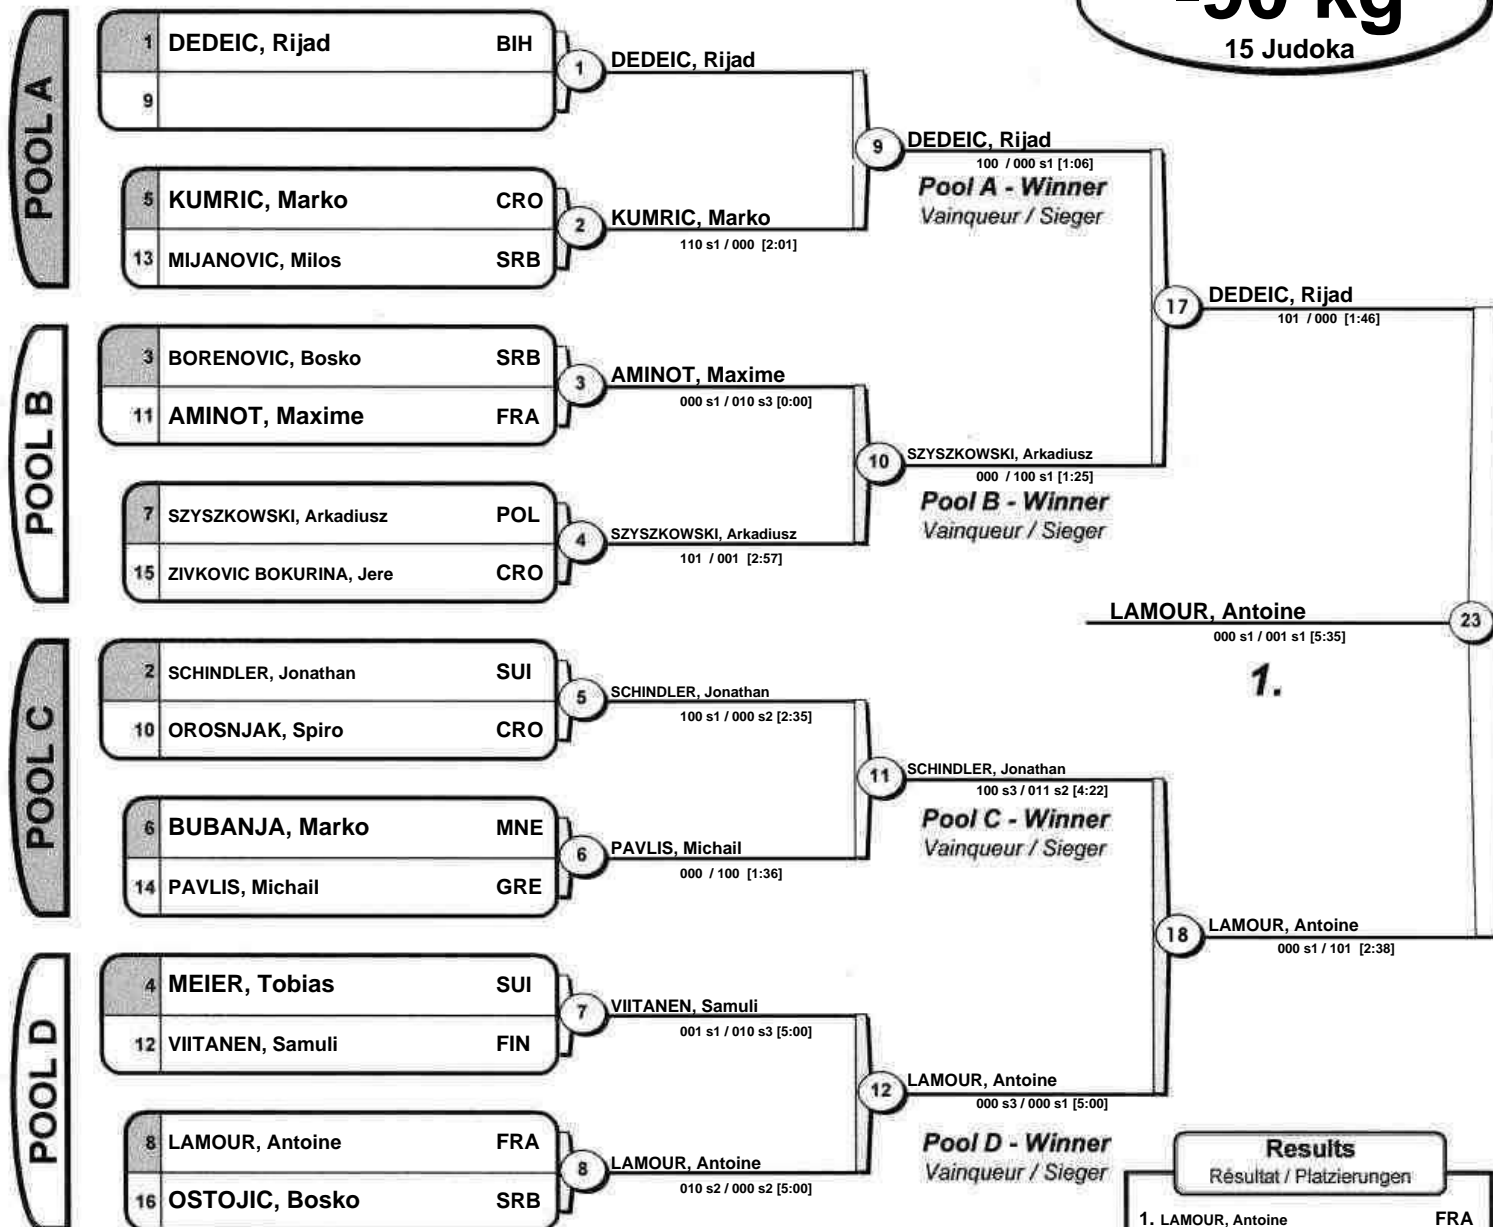 -90 kg
15 Judoka
POOL A
1 DEDEIC, Rijad BIH
9
1 DEDEIC, Rijad
5 KUMRIC, Marko CRO
13 MIJANOVIC, Milos SRB
2 KUMRIC, Marko
110 s1 / 000 [2:01]
9 DEDEIC, Rijad
100 / 000 s1 [1:06]
Pool A - Winner
Vainqueur / Sieger
POOL B
3 BORENOVIC, Bosko SRB
11 AMINOT, Maxime FRA
3 AMINOT, Maxime
000 s1 / 010 s3 [0:00]
7 SZYSZKOWSKI, Arkadiusz POL
15 ZIVKOVIC BOKURINA, Jere CRO
4 SZYSZKOWSKI, Arkadiusz
101 / 001 [2:57]
10 SZYSZKOWSKI, Arkadiusz
000 / 100 s1 [1:25]
Pool B - Winner
Vainqueur / Sieger
17 DEDEIC, Rijad
101 / 000 [1:46]
LAMOUR, Antoine 23
000 s1 / 001 s1 [5:35]
1.
POOL C
2 SCHINDLER, Jonathan SUI
10 OROSNJAK, Spiro CRO
5 SCHINDLER, Jonathan
100 s1 / 000 s2 [2:35]
6 BUBANJA, Marko MNE
14 PAVLIS, Michail GRE
6 PAVLIS, Michail
000 / 100 [1:36]
11 SCHINDLER, Jonathan
100 s3 / 011 s2 [4:22]
Pool C - Winner
Vainqueur / Sieger
POOL D
4 MEIER, Tobias SUI
12 VIITANEN, Samuli FIN
7 VIITANEN, Samuli
001 s1 / 010 s3 [5:00]
8 LAMOUR, Antoine FRA
16 OSTOJIC, Bosko SRB
8 LAMOUR, Antoine
010 s2 / 000 s2 [5:00]
12 LAMOUR, Antoine
000 s3 / 000 s1 [5:00]
Pool D - Winner
Vainqueur / Sieger
18 LAMOUR, Antoine
000 s1 / 101 [2:38]
Results
Résultat / Platzierungen
1. LAMOUR, Antoine FRA